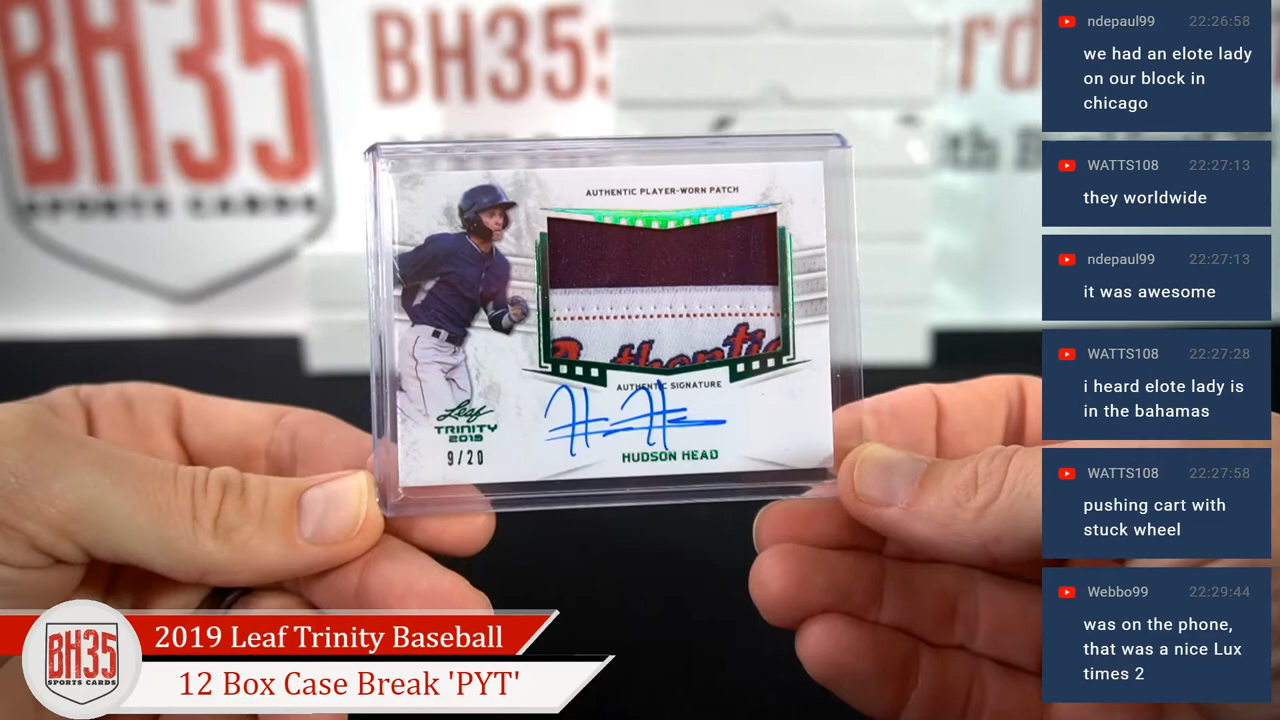 BH35
SPORTS CARDS
BH35s
AUTHENTIC PLAYER-WORN PATCH
Authentic
AUTHENTIC SIGNATURE
Leaf
TRINITY
2019
9/20
HUDSON HEAD
BH35
SPORTS CARDS
2019 Leaf Trinity Baseball
12 Box Case Break 'PYT'
ndepaul99 22:26:58
we had an elote lady
on our block in
chicago
WATTS108 22:27:13
they worldwide
ndepaul99 22:27:13
it was awesome
WATTS108 22:27:28
i heard elote lady is
in the bahamas
WATTS108 22:27:58
pushing cart with
stuck wheel
Webbo99 22:29:44
was on the phone,
that was a nice Lux
times 2